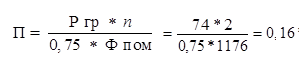 П = Р гр * n / 0,75 * Ф пом = 74 * 2 / 0,75*1176 = 0,16*